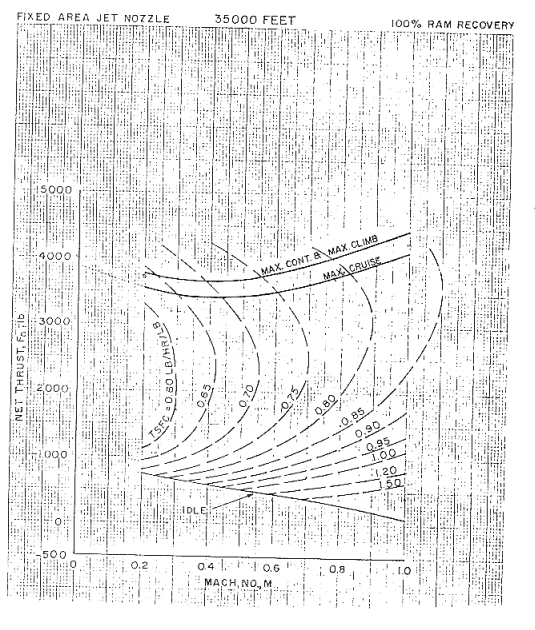 FIXED AREA JET NOZZLE 35000 FEET 100% RAM RECOVERY
5000
4000
3000
2000
1000
0
-500
NET THRUST, Fn, lb
MAX. CONT. & MAX. CLIMB
MAX. CRUISE
TSFC = 0.60 LB/HR/LB
0.65
0.70
0.75
0.80
0.85
0.90
0.95
1.00
1.20
1.50
IDLE
0 0.2 0.4 0.6 0.8 1.0
MACH. NO., M